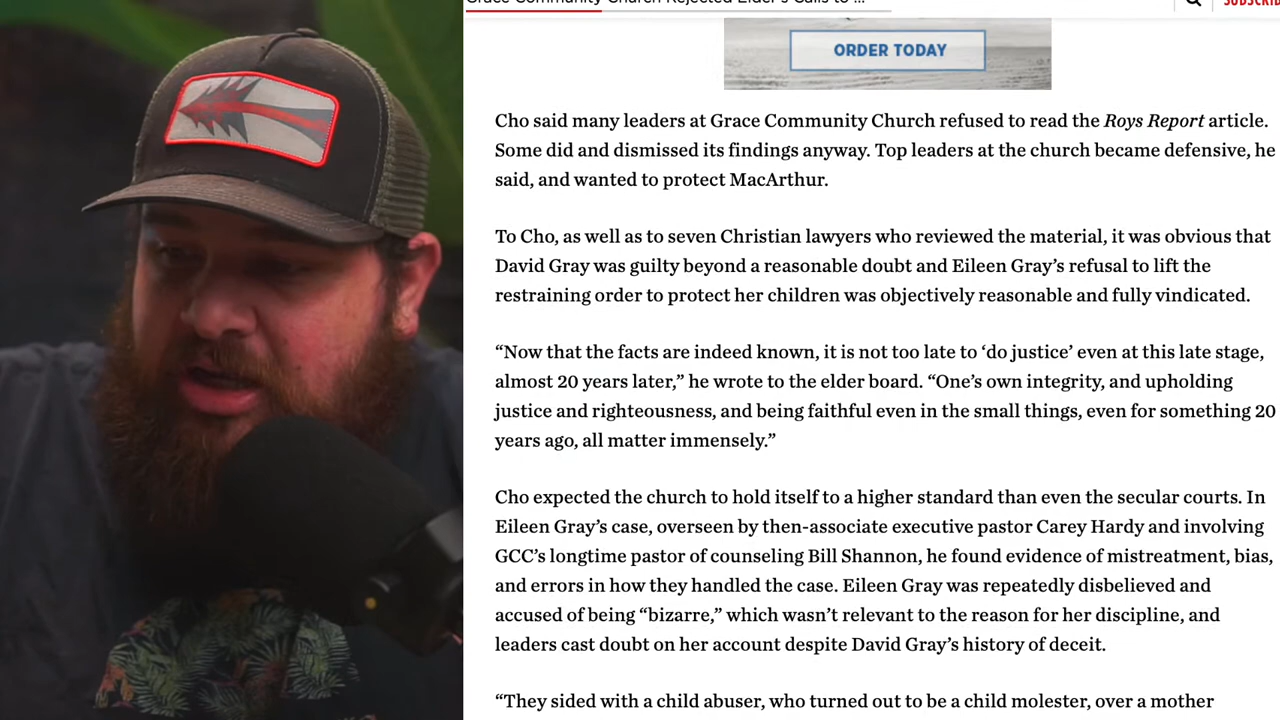 Grace Community Church Rejected Elder's Calls to ...
SUBSCRIB
ORDER TODAY
Cho said many leaders at Grace Community Church refused to read the Roys Report article.
Some did and dismissed its findings anyway. Top leaders at the church became defensive, he
said, and wanted to protect MacArthur.
To Cho, as well as to seven Christian lawyers who reviewed the material, it was obvious that
David Gray was guilty beyond a reasonable doubt and Eileen Gray’s refusal to lift the
restraining order to protect her children was objectively reasonable and fully vindicated.
“Now that the facts are indeed known, it is not too late to ‘do justice’ even at this late stage,
almost 20 years later,” he wrote to the elder board. “One’s own integrity, and upholding
justice and righteousness, and being faithful even in the small things, even for something 20
years ago, all matter immensely.”
Cho expected the church to hold itself to a higher standard than even the secular courts. In
Eileen Gray’s case, overseen by then-associate executive pastor Carey Hardy and involving
GCC’s longtime pastor of counseling Bill Shannon, he found evidence of mistreatment, bias,
and errors in how they handled the case. Eileen Gray was repeatedly disbelieved and
accused of being “bizarre,” which wasn’t relevant to the reason for her discipline, and
leaders cast doubt on her account despite David Gray’s history of deceit.
“They sided with a child abuser, who turned out to be a child molester, over a mother